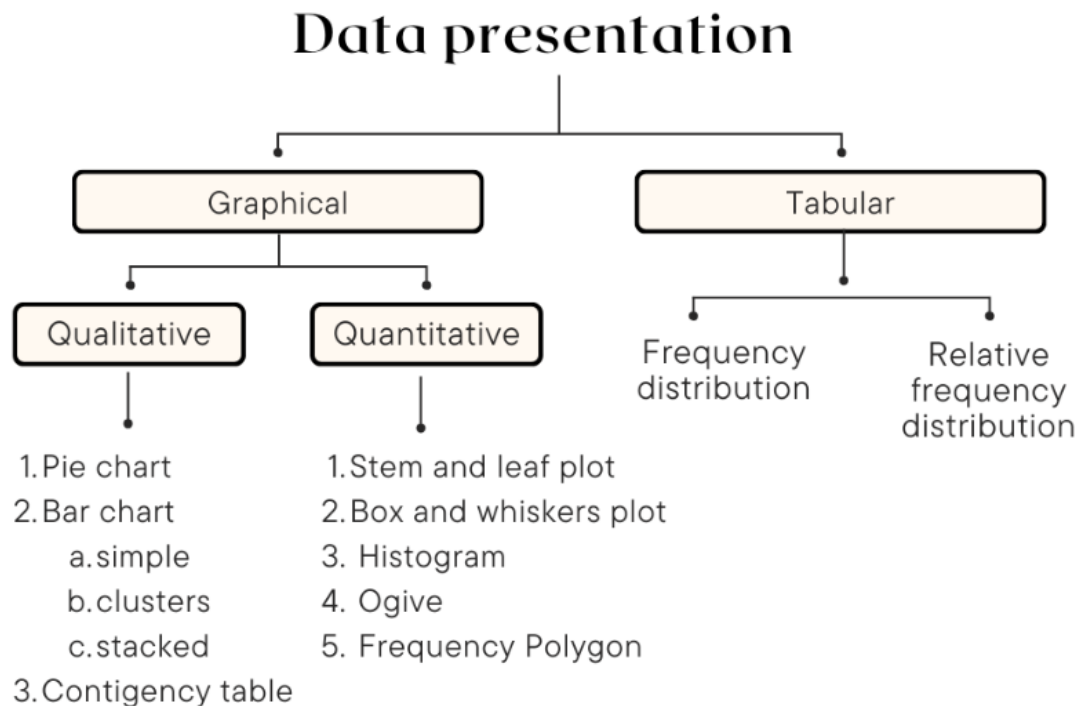 Data presentation
Graphical
Tabular
Qualitative
Quantitative
Frequency
distribution
Relative
frequency
distribution
1.Pie chart
2.Bar chart
a.simple
b.clusters
c.stacked
3.Contigency table
1.Stem and leaf plot
2.Box and whiskers plot
3. Histogram
4. Ogive
5. Frequency Polygon